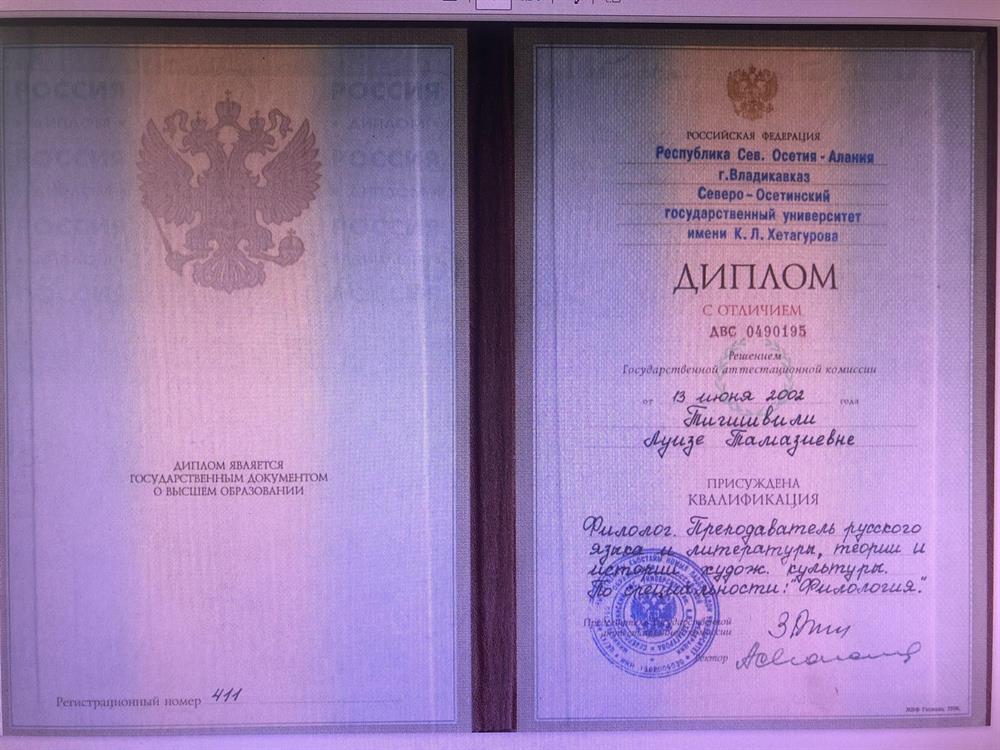 РОССИЯ
РОССИЯ
РОССИЯ
РОССИЯ
ДИПЛОМ ЯВЛЯЕТСЯ
ГОСУДАРСТВЕННЫМ ДОКУМЕНТОМ
О ВЫСШЕМ ОБРАЗОВАНИИ
Регистрационный номер 411
РОССИЙСКАЯ ФЕДЕРАЦИЯ
Республика Сев. Осетия-Алания
г.Владикавказ
Северо-Осетинский
государственный университет
имени К. Л. Хетагурова
ДИПЛОМ
С ОТЛИЧИЕМ
ДВС 0490195
Решением
Государственной аттестационной комиссии
от 13 июня 2002 года
Тигишвили
Луизе Тамазиевне
ПРИСУЖДЕНА
КВАЛИФИКАЦИЯ
Филолог. Преподаватель русского
языка и литературы, теории и
истории худож. культуры.
По специальности: "Филология".
Ректор